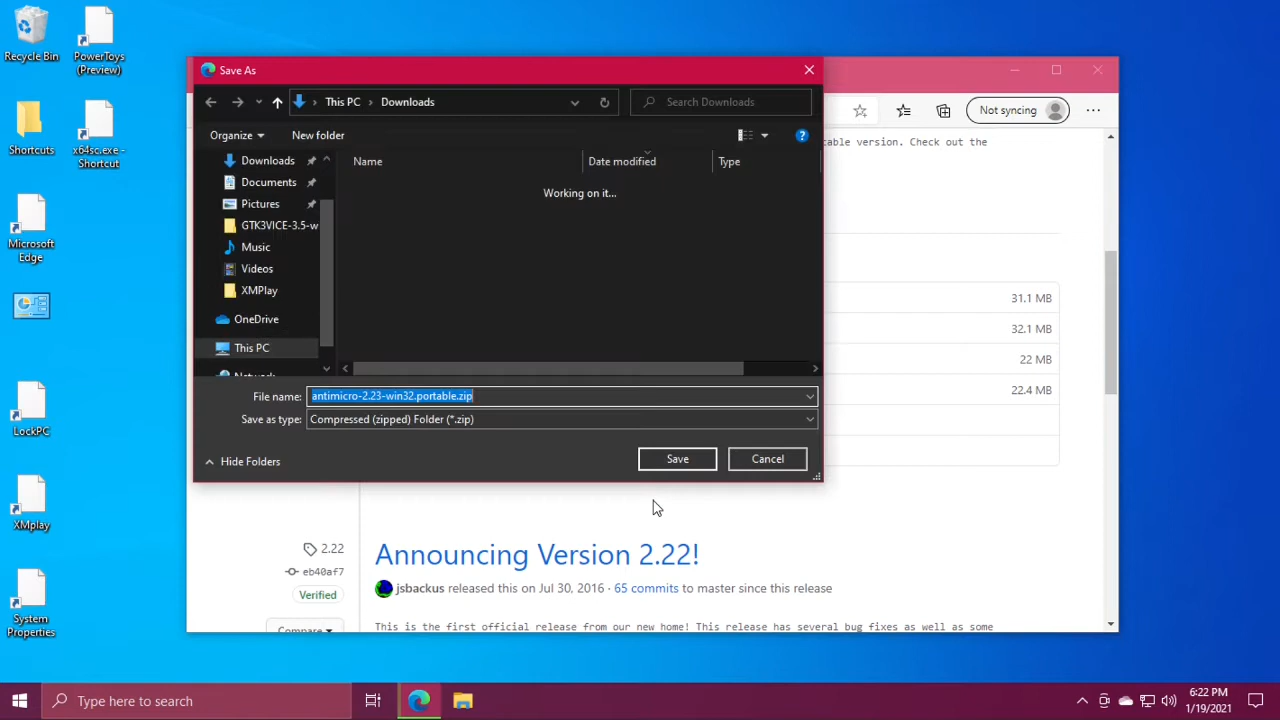 Recycle Bin
PowerToys
(Preview)
Shortcuts
x64sc.exe -
Shortcut
Microsoft
Edge
LockPC
XMplay
System
Properties
Save As
This PC
Downloads
Search Downloads
Organize
New folder
Downloads
Documents
Pictures
GTK3VICE-3.5-w
Music
Videos
XMPlay
OneDrive
This PC
Network
Name
Date modified
Type
Working on it...
File name:
antimicro-2.23-win32.portable.zip
Save as type:
Compressed (zipped) Folder (*.zip)
Hide Folders
Save
Cancel
Not syncing
table version. Check out the
31.1 MB
32.1 MB
22 MB
22.4 MB
2.22
eb40af7
Verified
Compare
Announcing Version 2.22!
jsbackus released this on Jul 30, 2016 · 65 commits to master since this release
This is the first official release from our new home! This release has several bug fixes as well as some
Type here to search
6:22 PM
1/19/2021